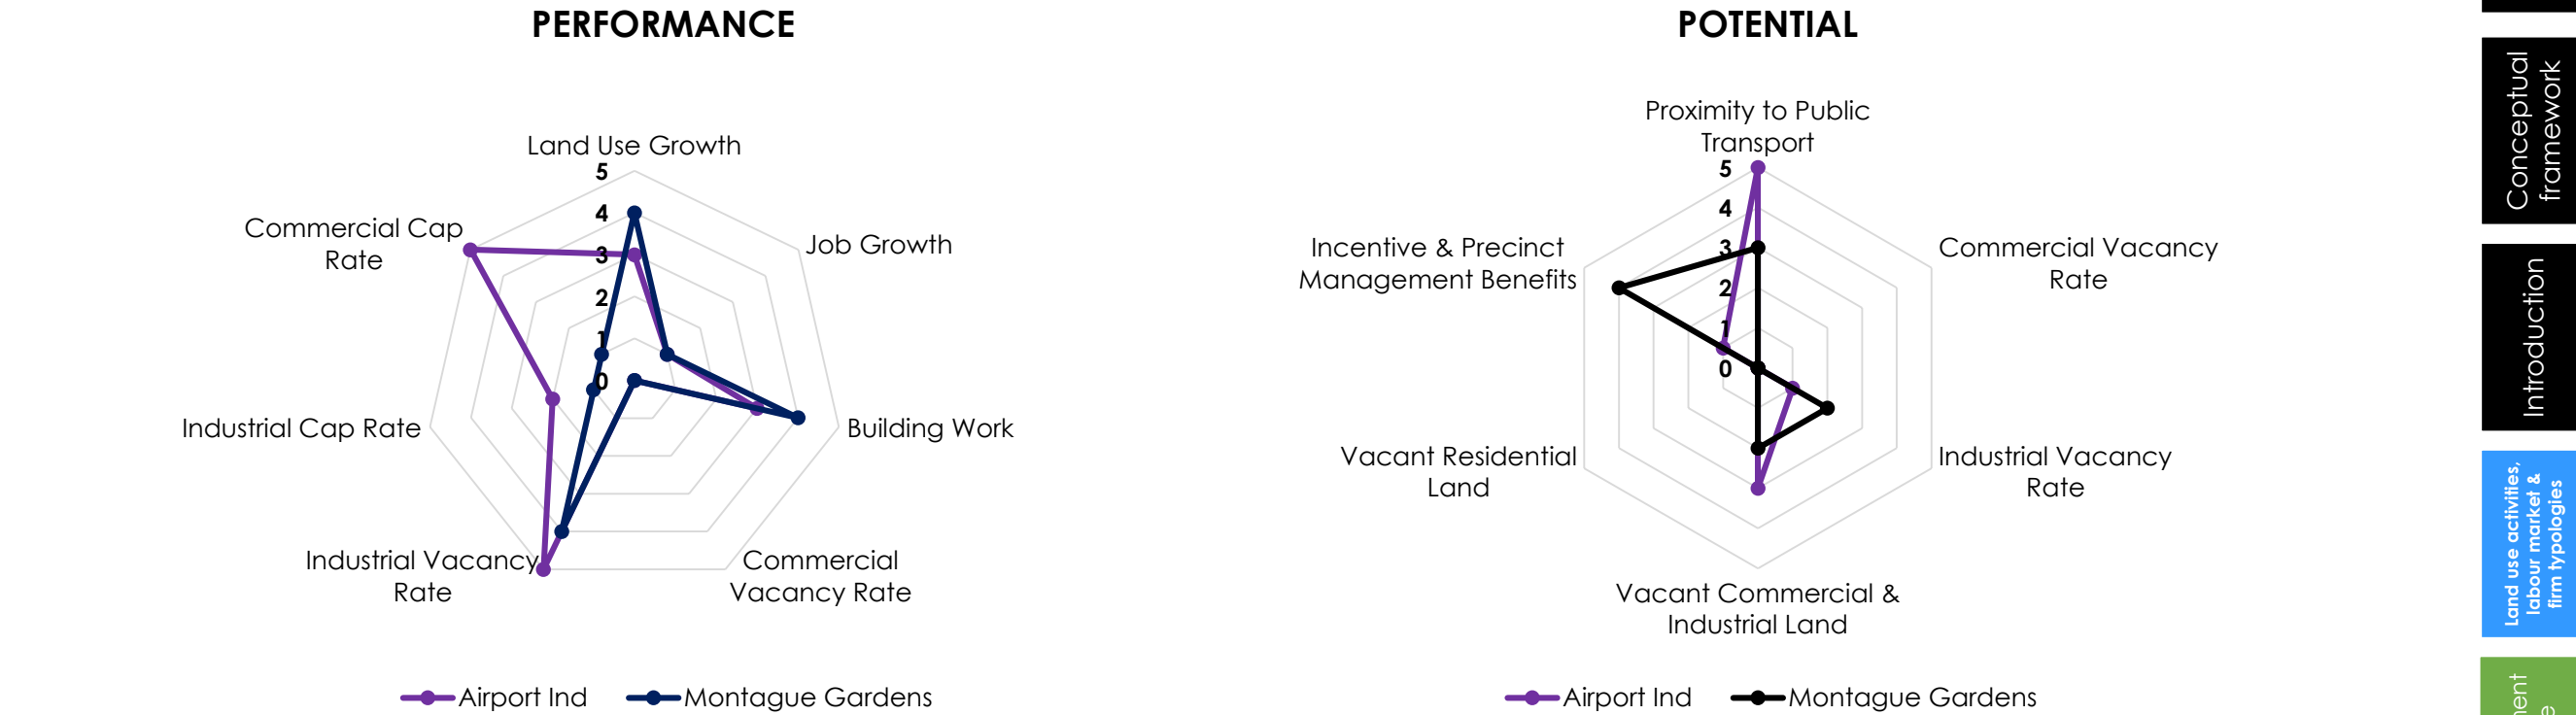 PERFORMANCE
Land Use Growth
5
4
3
2
1
0
Job Growth
Building Work
Commercial
Vacancy Rate
Industrial Vacancy
Rate
Industrial Cap Rate
Commercial Cap
Rate
Airport Ind
Montague Gardens
POTENTIAL
Proximity to Public
Transport
5
4
3
2
1
0
Commercial Vacancy
Rate
Industrial Vacancy
Rate
Vacant Commercial &
Industrial Land
Vacant Residential
Land
Incentive & Precinct
Management Benefits
Airport Ind
Montague Gardens
Conceptual
framework
Introduction
Land use activities,
labour market &
firm typologies